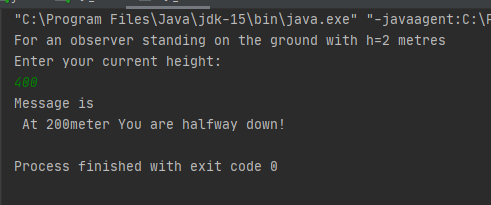 "C:\Program Files\Java\jdk-15\bin\java.exe" "-javaagent:C:\
For an observer standing on the ground with h=2 metres
Enter your current height:
400
Message is
At 200meter You are halfway down!
Process finished with exit code 0